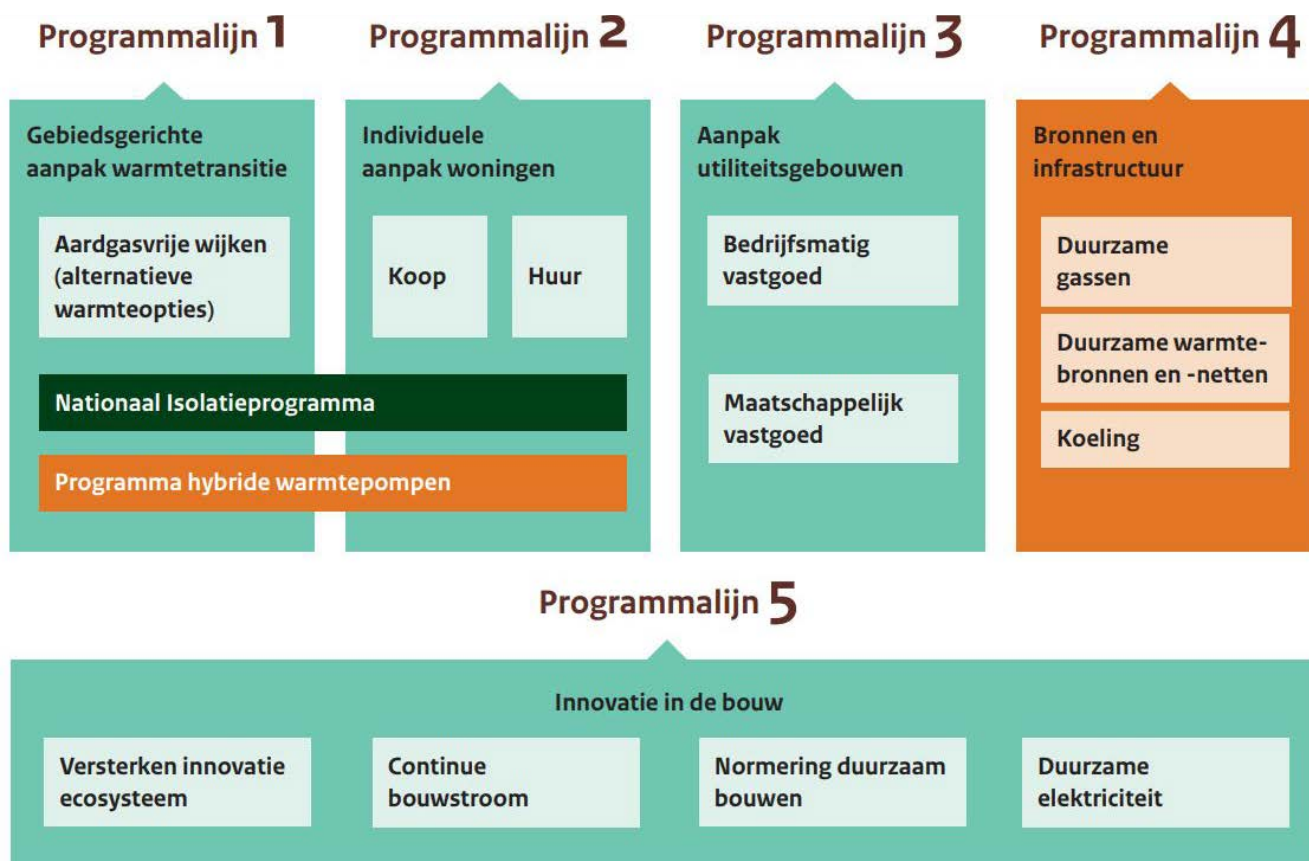 Programmalijn 1
Programmalijn 2
Programmalijn 3
Programmalijn 4
Gebiedsgerichte
aanpak warmtetransitie
Aardgasvrije wijken
(alternatieve
warmteopties)
Individuele
aanpak woningen
Koop
Huur
Nationaal Isolatieprogramma
Programma hybride warmtepompen
Aanpak
utiliteitsgebouwen
Bedrijfsmatig
vastgoed
Maatschappelijk
vastgoed
Bronnen en
infrastructuur
Duurzame
gassen
Duurzame warmte-
bronnen en -netten
Koeling
Programmalijn 5
Innovatie in de bouw
Versterken innovatie
ecosysteem
Continue
bouwstroom
Normering duurzaam
bouwen
Duurzame
elektriciteit